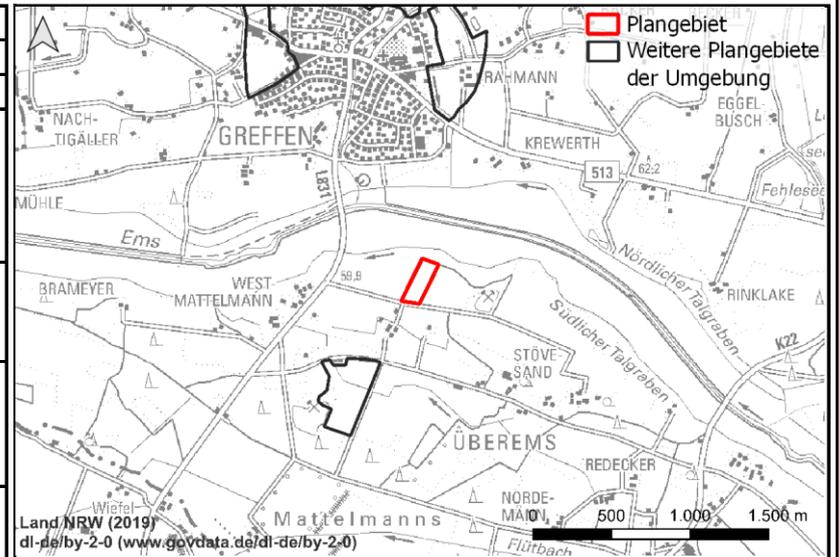 Plangebiet
Weitere Plangebiete
der Umgebung
RAHMANN
NACH-
TIGÄLLER
GREFFEN
EGGEL-
BUSCH
KREWERTH
513
62,2
L831
MÜHLE
Fehlesee
Ems
Nördlicher Talgraben
BRAMEYER
WEST
MATTELMANN
59,9
RINKLAKE
Südlicher Talgraben
K22
STÖVE-
SAND
ÜBEREMS
REDECKER
NORDE-
MANN
Wiefel
Mattelmanns
0 500 1.000 1.500 m
Flütbach
Land NRW (2019)
dl-de/by-2-0 (www.govdata.de/dl-de/by-2-0)